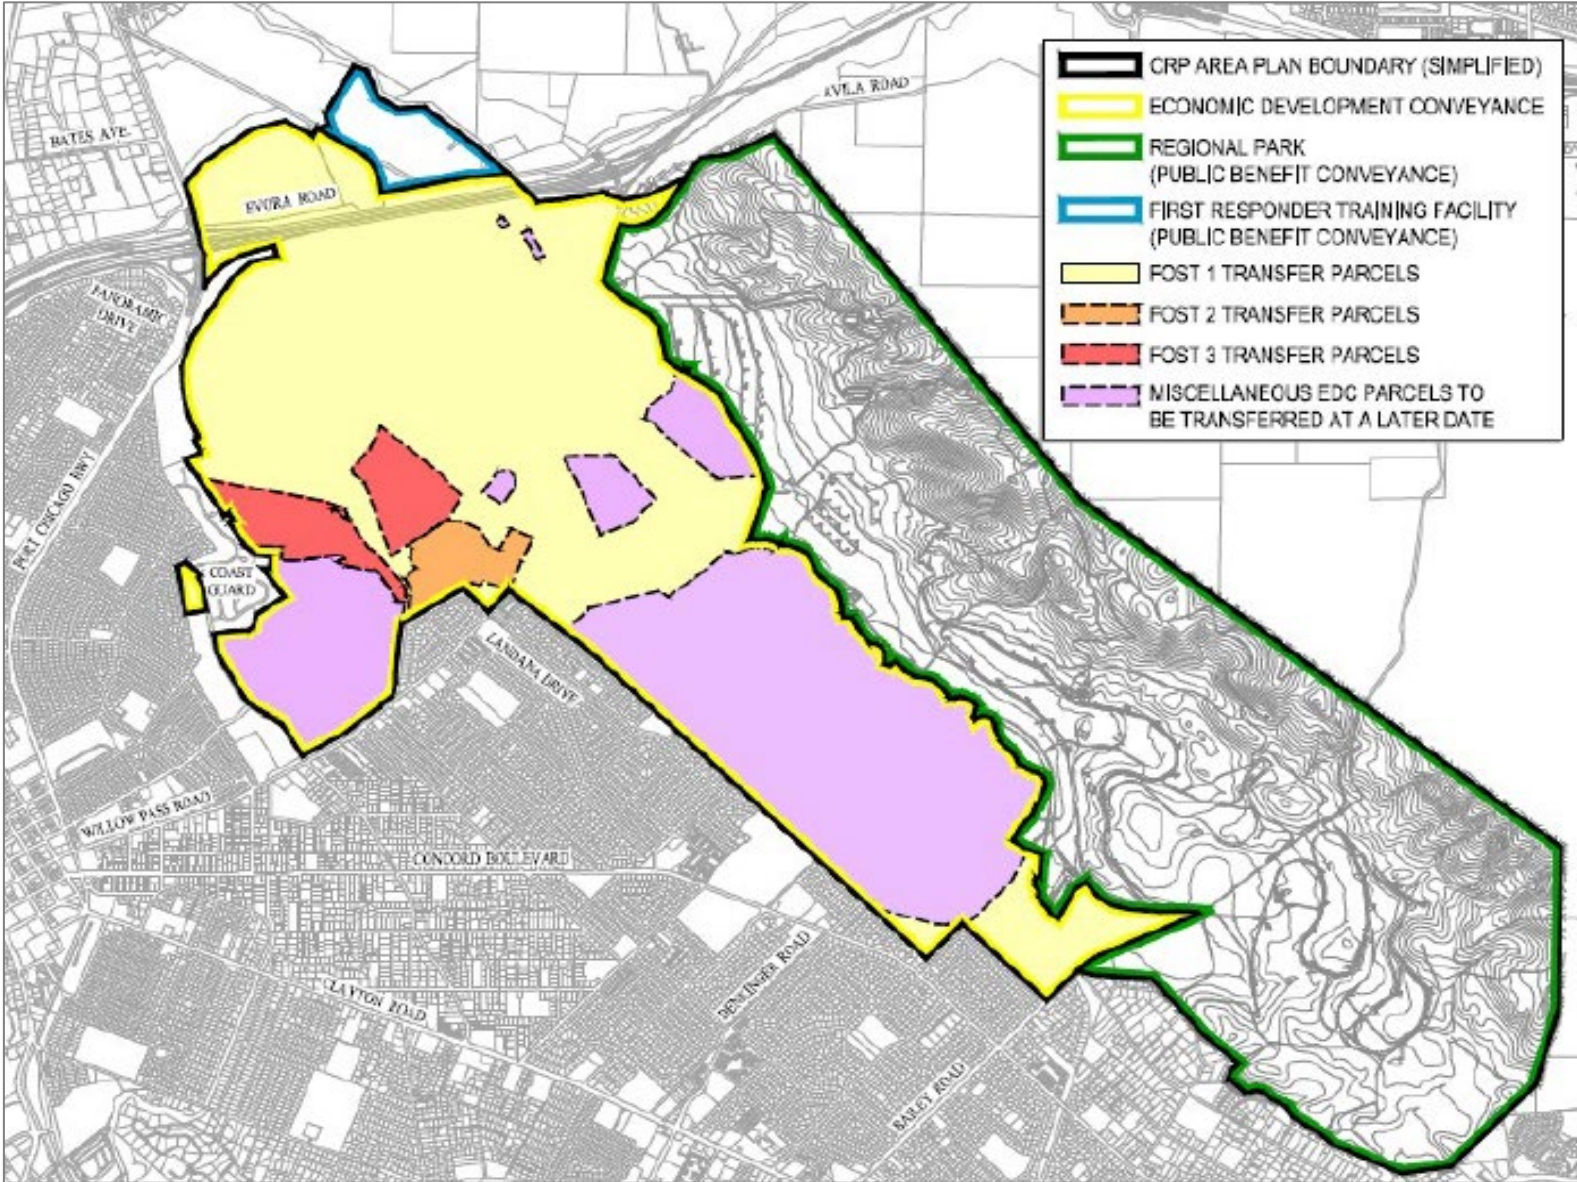 CRP AREA PLAN BOUNDARY (SIMPLIFIED)
ECONOMIC DEVELOPMENT CONVEYANCE
REGIONAL PARK
(PUBLIC BENEFIT CONVEYANCE)
FIRST RESPONDER TRAINING FACILITY
(PUBLIC BENEFIT CONVEYANCE)
FOST 1 TRANSFER PARCELS
FOST 2 TRANSFER PARCELS
FOST 3 TRANSFER PARCELS
MISCELLANEOUS EDC PARCELS TO
BE TRANSFERRED AT A LATER DATE
AVILA ROAD
BATES AVE.
EVORA ROAD
PANORAMIC
DRIVE
PORT CHICAGO HWY
COAST
GUARD
LANDANA DRIVE
WILLOW PASS ROAD
CONCORD BOULEVARD
DENKINGER ROAD
CLAYTON ROAD
BAILEY ROAD